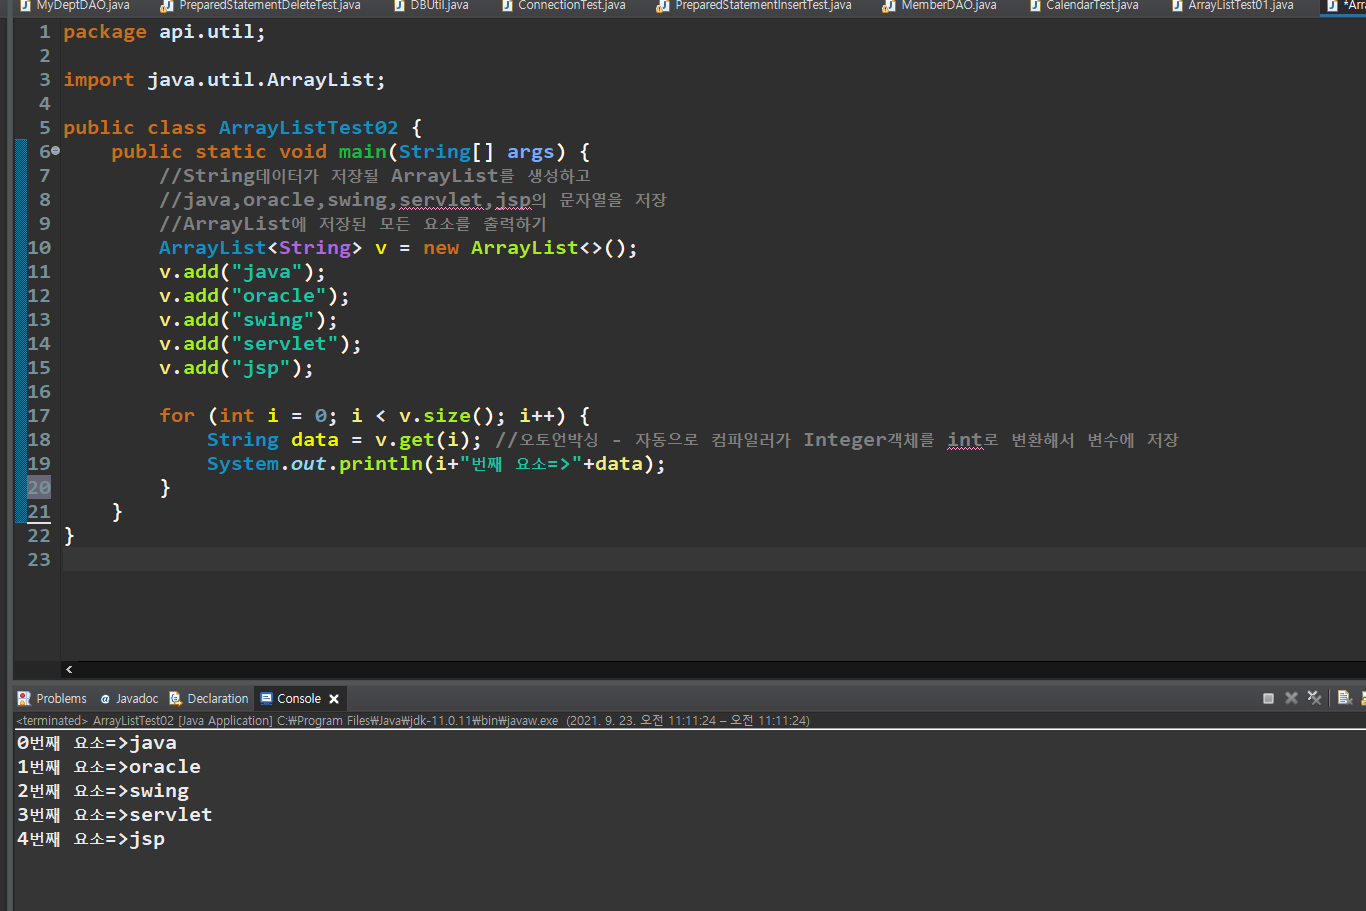 MyDeptDAO.java PreparedStatementDeleteTest.java DBUtil.java ConnectionTest.java PreparedStatementInsertTest.java MemberDAO.java CalendarTest.java ArrayListTest01.java *Arr
1 package api.util;
2
3 import java.util.ArrayList;
4
5 public class ArrayListTest02 {
6 public static void main(String[] args) {
7 //String데이터가 저장될 ArrayList를 생성하고
8 //java,oracle,swing,servlet,jsp의 문자열을 저장
9 //ArrayList에 저장된 모든 요소를 출력하기
10 ArrayList<String> v = new ArrayList<>();
11 v.add("java");
12 v.add("oracle");
13 v.add("swing");
14 v.add("servlet");
15 v.add("jsp");
16
17 for (int i = 0; i < v.size(); i++) {
18 String data = v.get(i); //오토언박싱 - 자동으로 컴파일러가 Integer객체를 int로 변환해서 변수에 저장
19 System.out.println(i+"번째 요소=>"+data);
20 }
21 }
22 }
23
Problems @ Javadoc Declaration Console
<terminated> ArrayListTest02 [Java Application] C:₩Program Files₩Java₩jdk-11.0.11₩bin₩javaw.exe (2021. 9. 23. 오전 11:11:24 – 오전 11:11:24)
0번째 요소=>java
1번째 요소=>oracle
2번째 요소=>swing
3번째 요소=>servlet
4번째 요소=>jsp